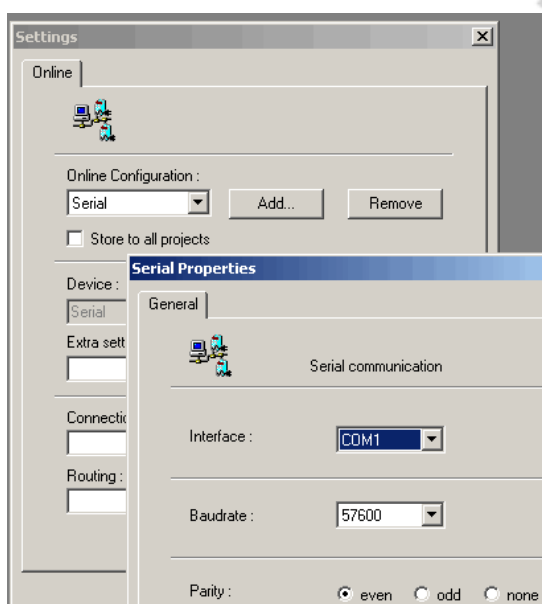 Settings
Online
Online Configuration :
Serial
Add...
Remove
Store to all projects
Device :
Serial
Extra sett
Connectio
Routing :
Serial Properties
General
Serial communication
Interface :
COM1
Baudrate :
57600
Parity :
even
odd
none